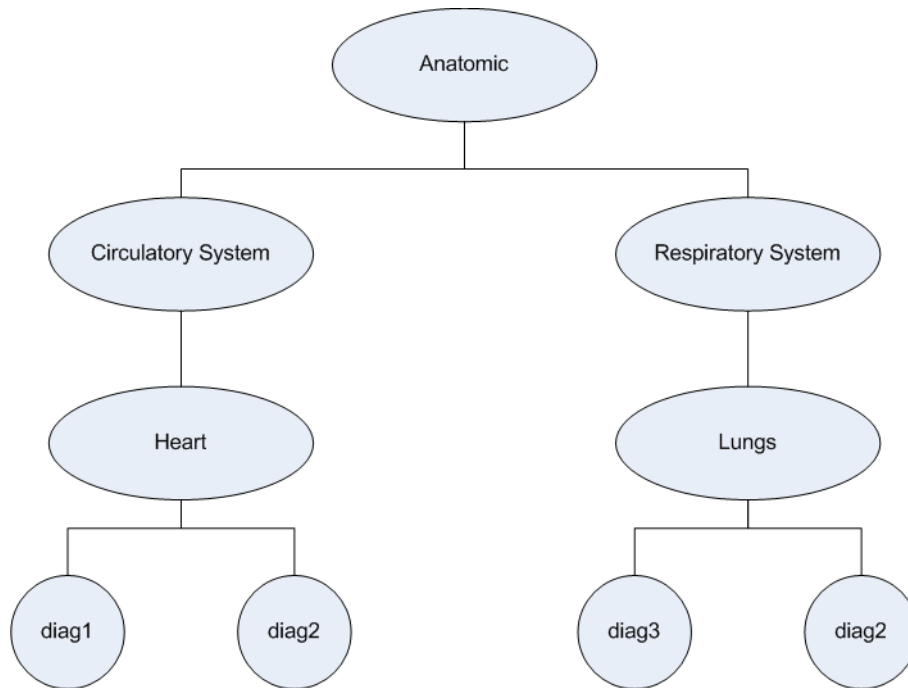 Anatomic
Circulatory System
Respiratory System
Heart
Lungs
diag1
diag2
diag3
diag2